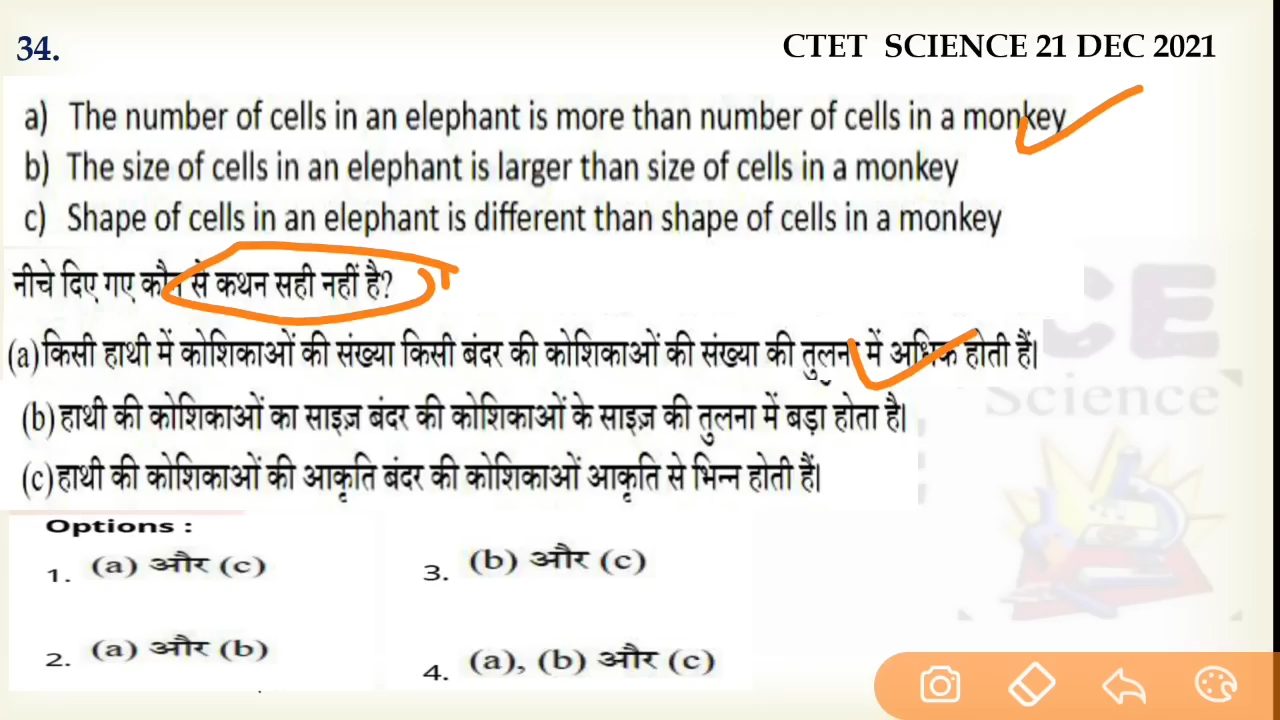 34.
CTET SCIENCE 21 DEC 2021
a) The number of cells in an elephant is more than number of cells in a monkey
b) The size of cells in an elephant is larger than size of cells in a monkey
c) Shape of cells in an elephant is different than shape of cells in a monkey
नीचे दिए गए कौन से कथन सही नहीं है?
(a) किसी हाथी में कोशिकाओं की संख्या किसी बंदर की कोशिकाओं की संख्या की तुलना में अधिक होती हैं।
(b) हाथी की कोशिकाओं का साइज़ बंदर की कोशिकाओं के साइज़ की तुलना में बड़ा होता है।
(c) हाथी की कोशिकाओं की आकृति बंदर की कोशिकाओं आकृति से भिन्न होती हैं।
Options :
1. (a) और (c)
2. (a) और (b)
3. (b) और (c)
4. (a), (b) और (c)
CE
Science